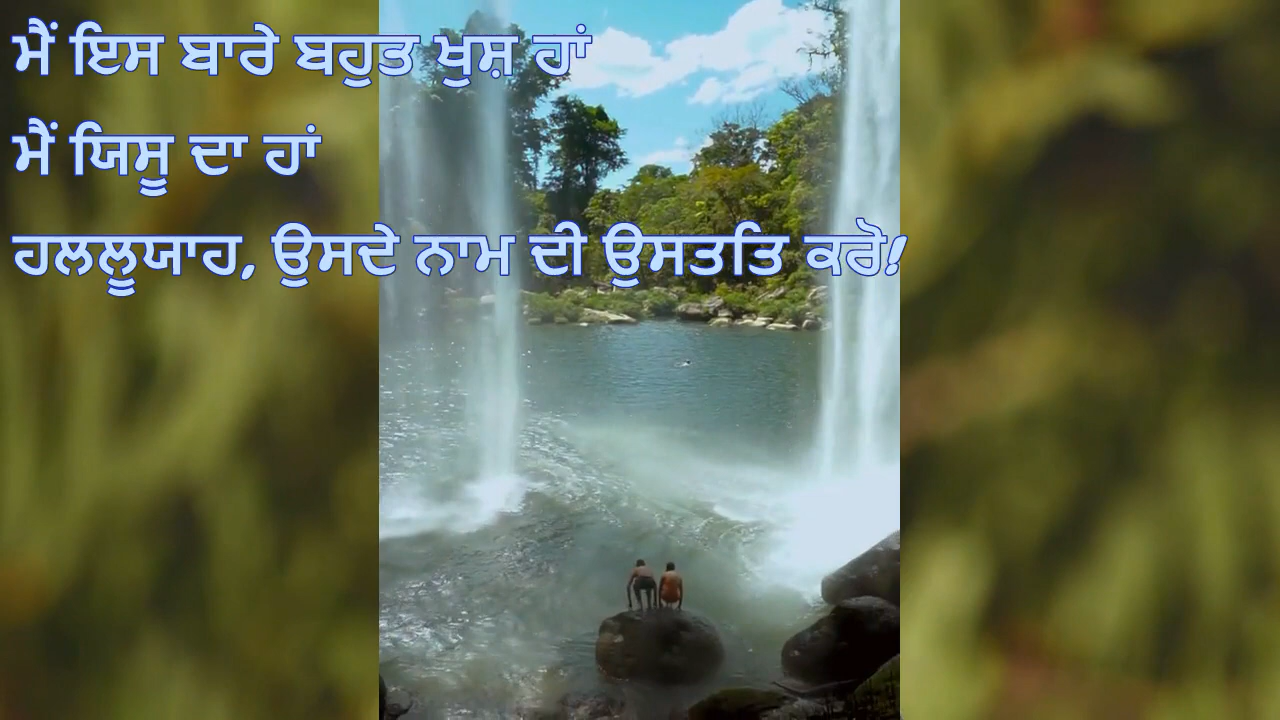 ਮੈਂ ਇਸ ਬਾਰੇ ਬਹੁਤ ਖੁਸ਼ ਹਾਂ
ਮੈਂ ਯਿਸੂ ਦਾ ਹਾਂ
ਹਲਲੂਯਾਹ, ਉਸਦੇ ਨਾਮ ਦੀ ਉਸਤਤਿ ਕਰੋ!